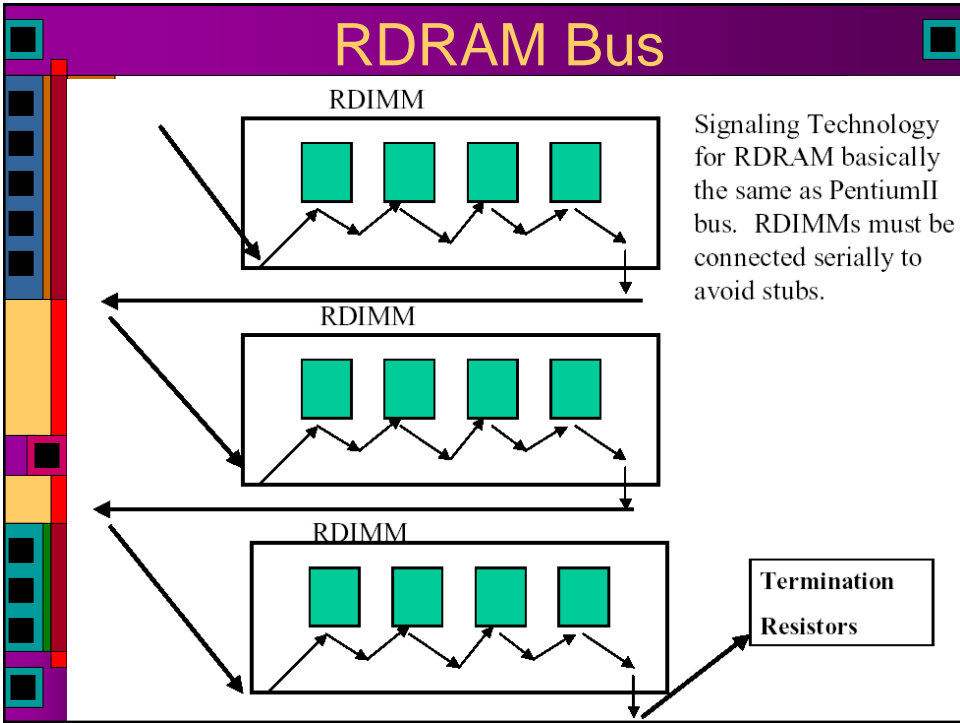 RDRAM Bus
RDIMM
Signaling Technology
for RDRAM basically
the same as PentiumII
bus. RDIMMs must be
connected serially to
avoid stubs.
RDIMM
RDIMM
Termination
Resistors